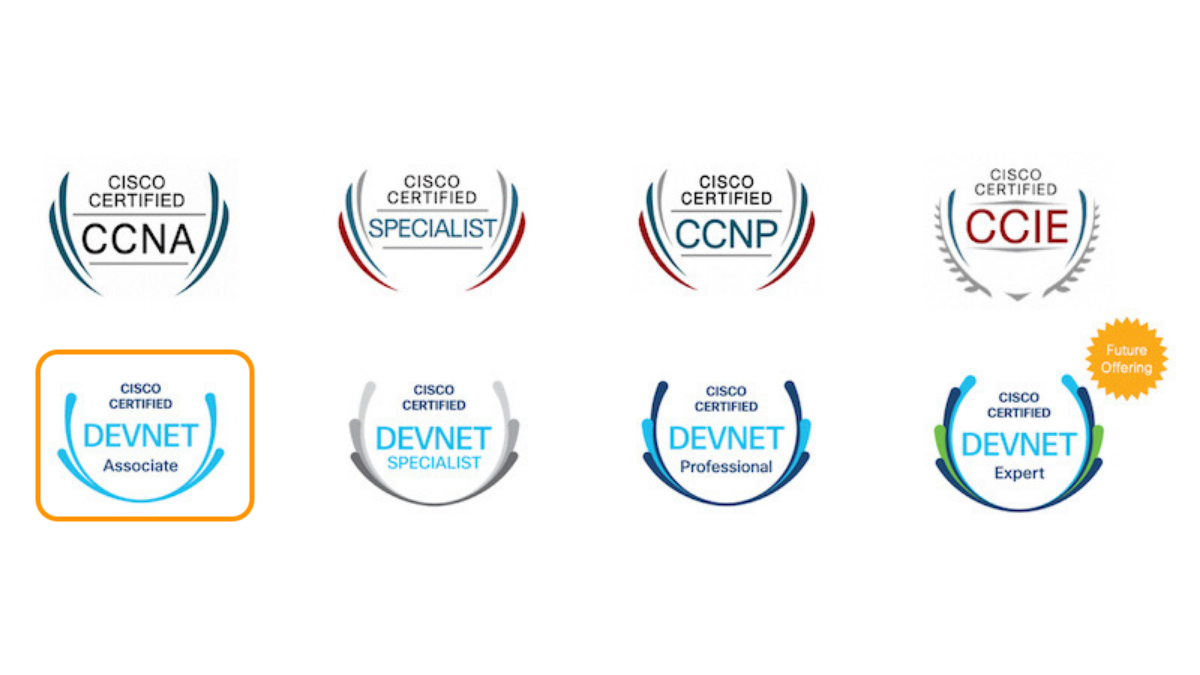 CISCO
CERTIFIED
CCNA
CISCO
CERTIFIED
SPECIALIST
CISCO
CERTIFIED
CCNP
CISCO
CERTIFIED
CCIE
CISCO
CERTIFIED
DEVNET
Associate
CISCO
CERTIFIED
DEVNET
SPECIALIST
CISCO
CERTIFIED
DEVNET
Professional
Future
Offering
CISCO
CERTIFIED
DEVNET
Expert